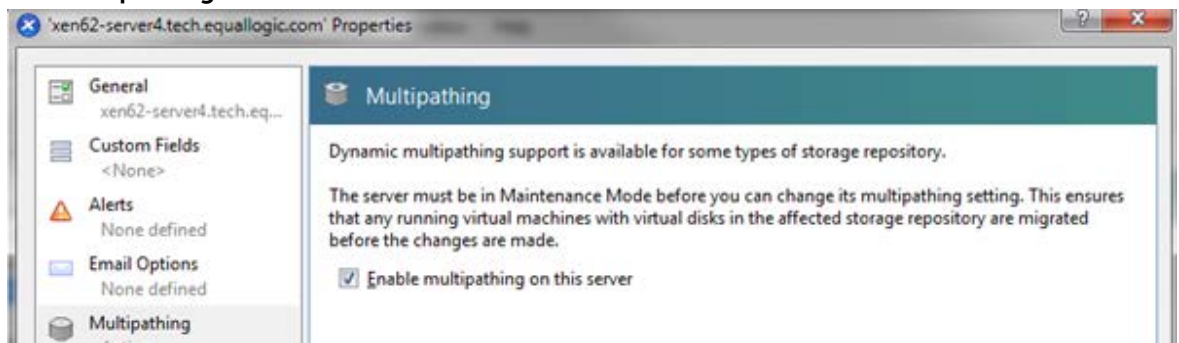 'xen62-server4.tech.equallogic.com' Properties
General
xen62-server4.tech.eq...
Custom Fields
<None>
Alerts
None defined
Email Options
None defined
Multipathing
Multipathing
Dynamic multipathing support is available for some types of storage repository.
The server must be in Maintenance Mode before you can change its multipathing setting. This ensures
that any running virtual machines with virtual disks in the affected storage repository are migrated
before the changes are made.
Enable multipathing on this server